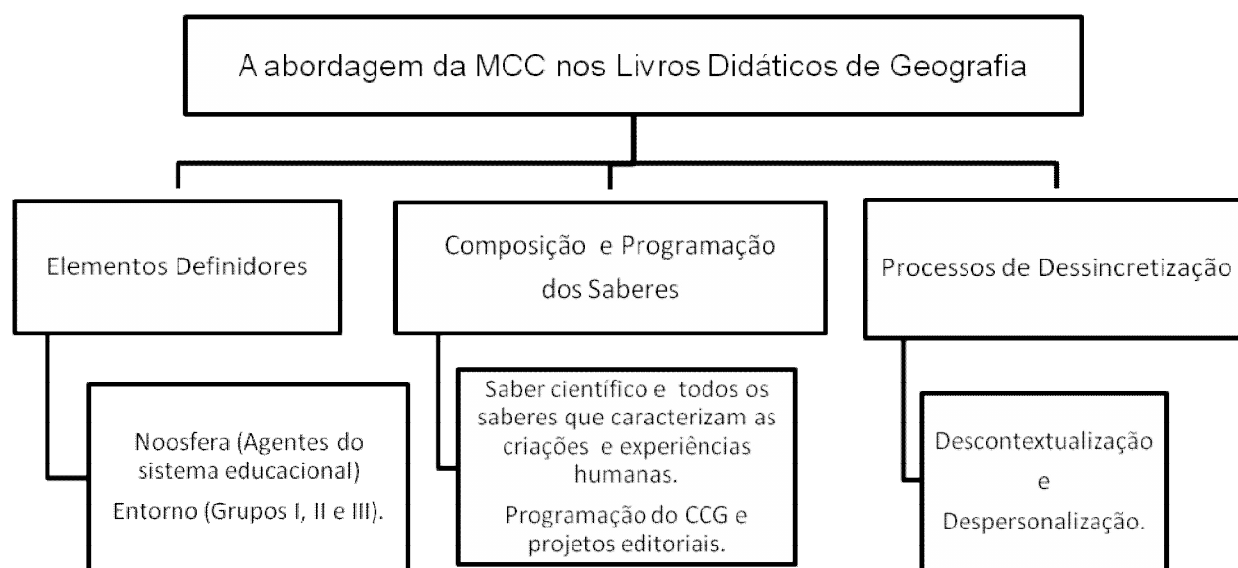 A abordagem da MCC nos Livros Didáticos de Geografia
Elementos Definidores
Composição e Programação
dos Saberes
Processos de Dessincretização
Noosfera (Agentes do
sistema educacional)
Entorno (Grupos I, II e III).
Saber científico e todos os
saberes que caracterizam as
criações e experiências
humanas.
Programação do CCG e
projetos editoriais.
Descontextualização
e
Despersonalização.